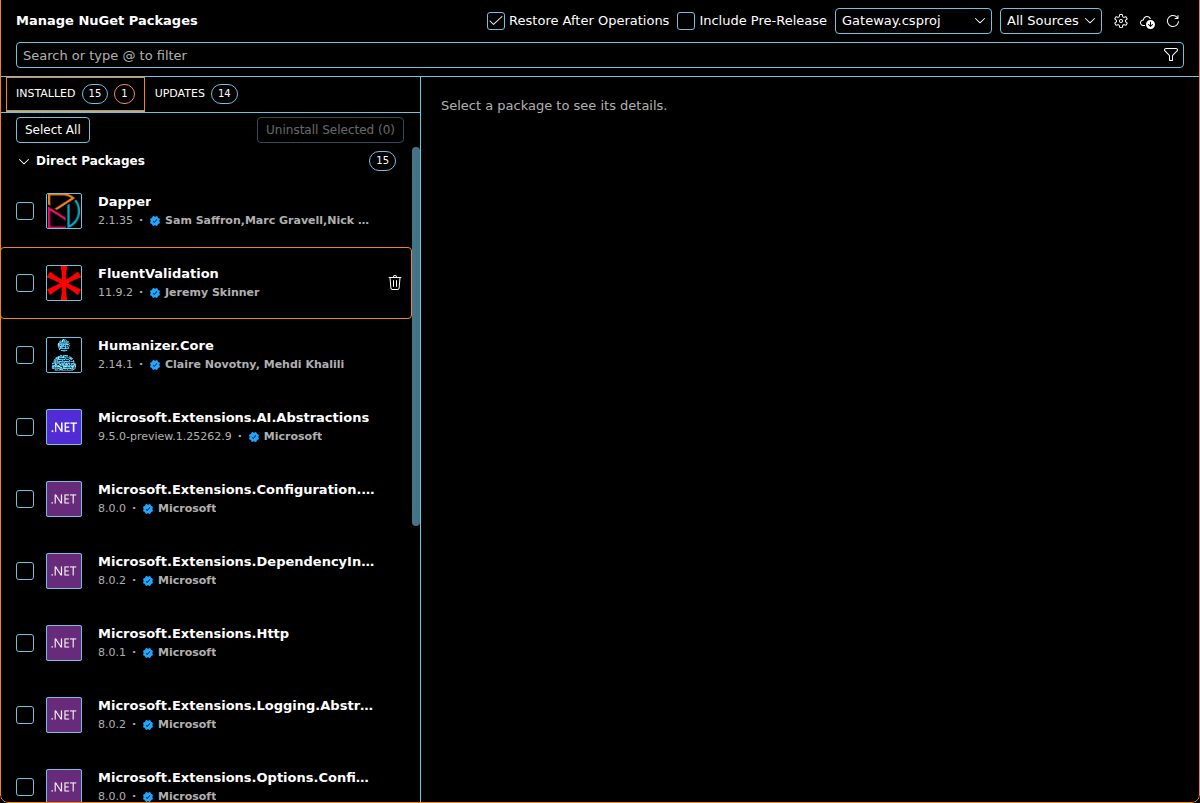 Manage NuGet Packages
Restore After Operations
Include Pre-Release
Gateway.csproj
All Sources
Search or type @ to filter
INSTALLED 15 1
UPDATES 14
Select a package to see its details.
Select All
Uninstall Selected (0)
Direct Packages 15
Dapper
2.1.35 · Sam Saffron,Marc Gravell,Nick ...
FluentValidation
11.9.2 · Jeremy Skinner
Humanizer.Core
2.14.1 · Claire Novotny, Mehdi Khalili
.NET
Microsoft.Extensions.AI.Abstractions
9.5.0-preview.1.25262.9 · Microsoft
.NET
Microsoft.Extensions.Configuration....
8.0.0 · Microsoft
.NET
Microsoft.Extensions.DependencyIn...
8.0.2 · Microsoft
.NET
Microsoft.Extensions.Http
8.0.1 · Microsoft
.NET
Microsoft.Extensions.Logging.Abstr...
8.0.2 · Microsoft
.NET
Microsoft.Extensions.Options.Confi...
8.0.0 · Microsoft